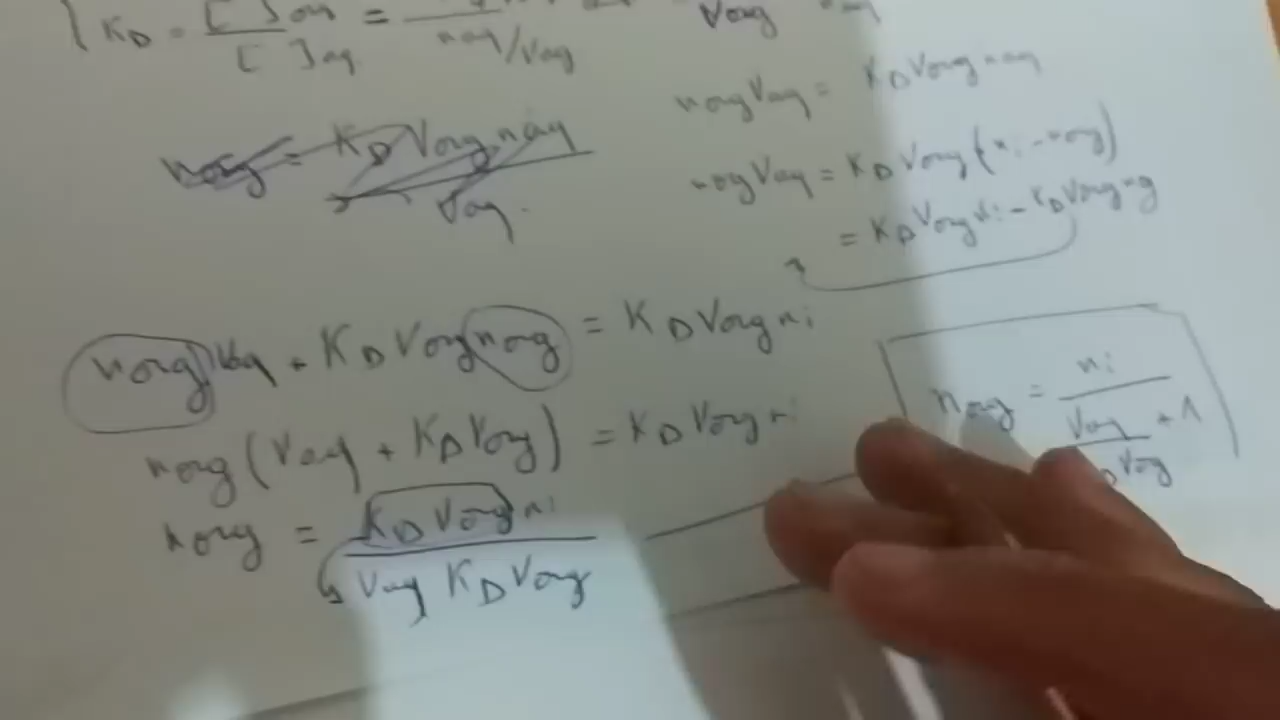 K_D = [ ]org / [ ]aq =
naq/Vaq
Vorg
norg = K_D Vorg naq / Vaq
norg Vaq = K_D Vorg naq
norg Vaq = K_D Vorg (ni - norg)
= K_D Vorg ni - K_D Vorg norg
norg Vaq + K_D Vorg norg = K_D Vorg ni
norg (Vaq + K_D Vorg) = K_D Vorg ni
norg = K_D Vorg ni / Vaq K_D Vorg
norg = ni / Vaq / D Vorg + 1